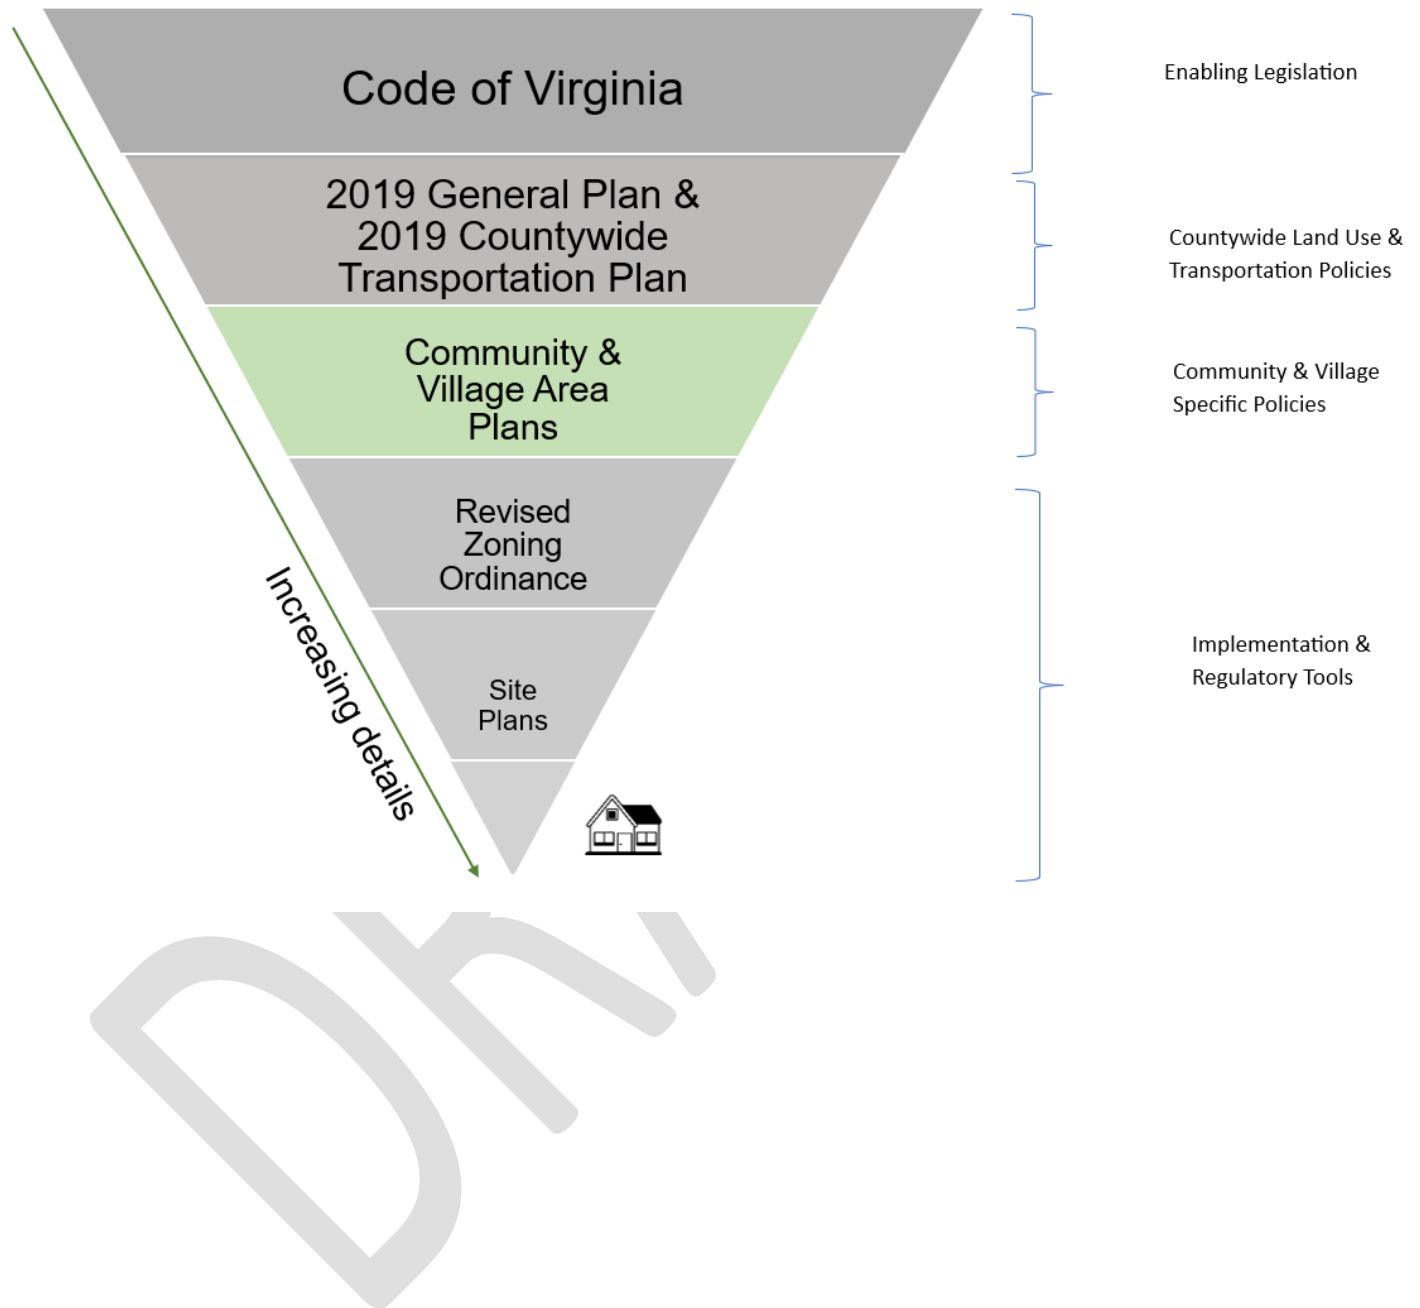 Code of Virginia
Enabling Legislation
2019 General Plan &
2019 Countywide
Transportation Plan
Countywide Land Use &
Transportation Policies
Community &
Village Area
Plans
Community & Village
Specific Policies
Revised
Zoning
Ordinance
Site
Plans
Implementation &
Regulatory Tools
Increasing details